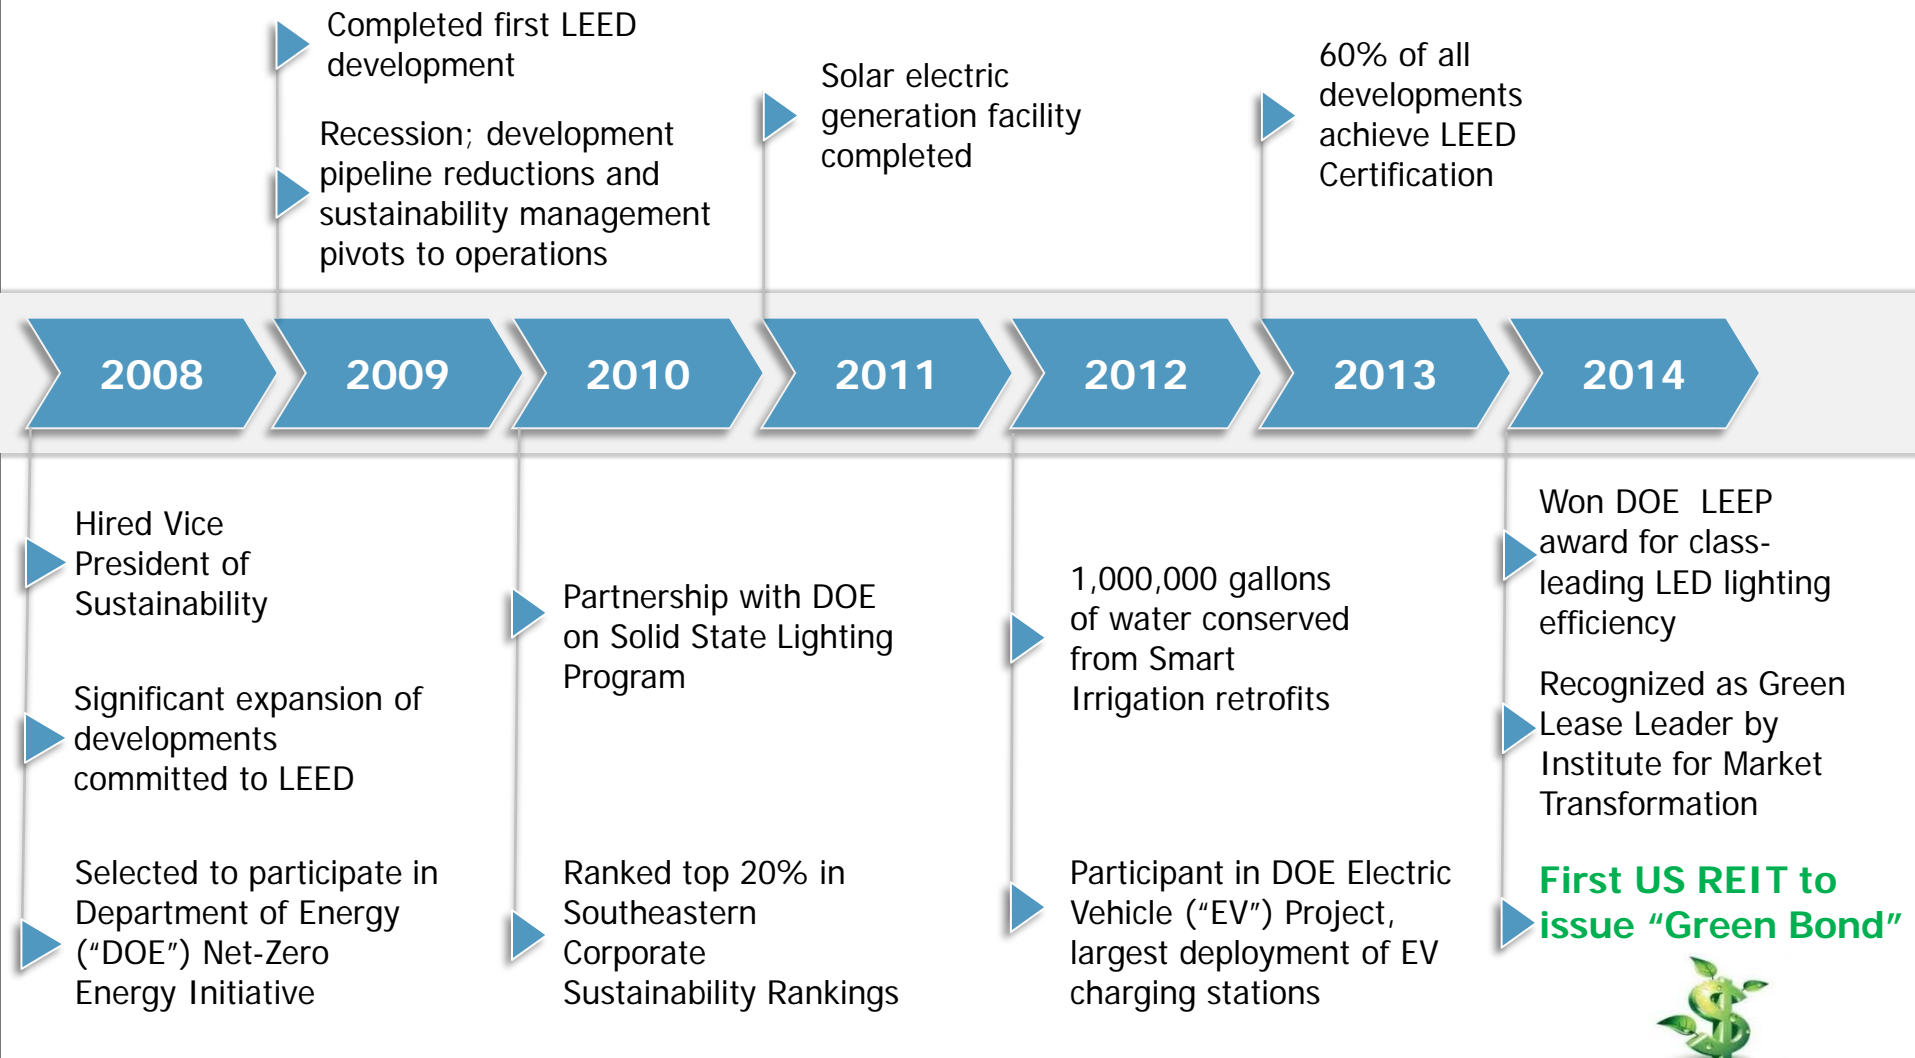 Completed first LEED
development
Recession; development
pipeline reductions and
sustainability management
pivots to operations
Solar electric
generation facility
completed
60% of all
developments
achieve LEED
Certification
2008
2009
2010
2011
2012
2013
2014
Hired Vice
President of
Sustainability
Significant expansion of
developments
committed to LEED
Selected to participate in
Department of Energy
(“DOE”) Net-Zero
Energy Initiative
Partnership with DOE
on Solid State Lighting
Program
Ranked top 20% in
Southeastern
Corporate
Sustainability Rankings
1,000,000 gallons
of water conserved
from Smart
Irrigation retrofits
Participant in DOE Electric
Vehicle (“EV”) Project,
largest deployment of EV
charging stations
Won DOE  LEEP
award for class-
leading LED lighting
efficiency
Recognized as Green
Lease Leader by
Institute for Market
Transformation
First US REIT to
issue “Green Bond”
$